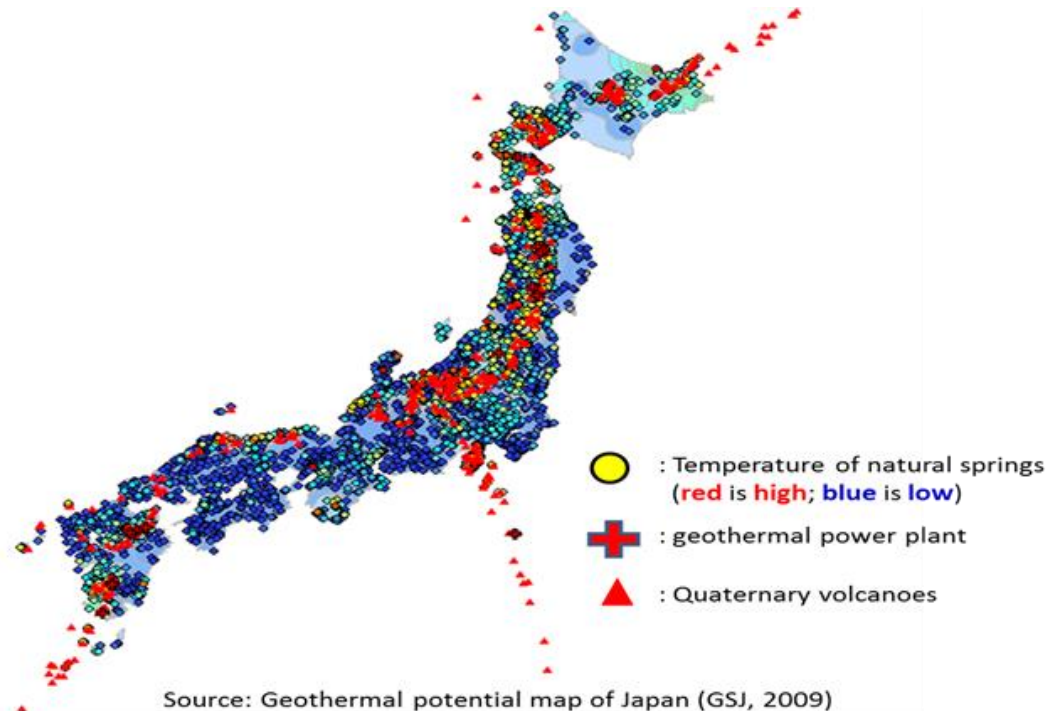 : Temperature of natural springs
(red is high; blue is low)
: geothermal power plant
: Quaternary volcanoes
Source: Geothermal potential map of Japan (GSJ, 2009)